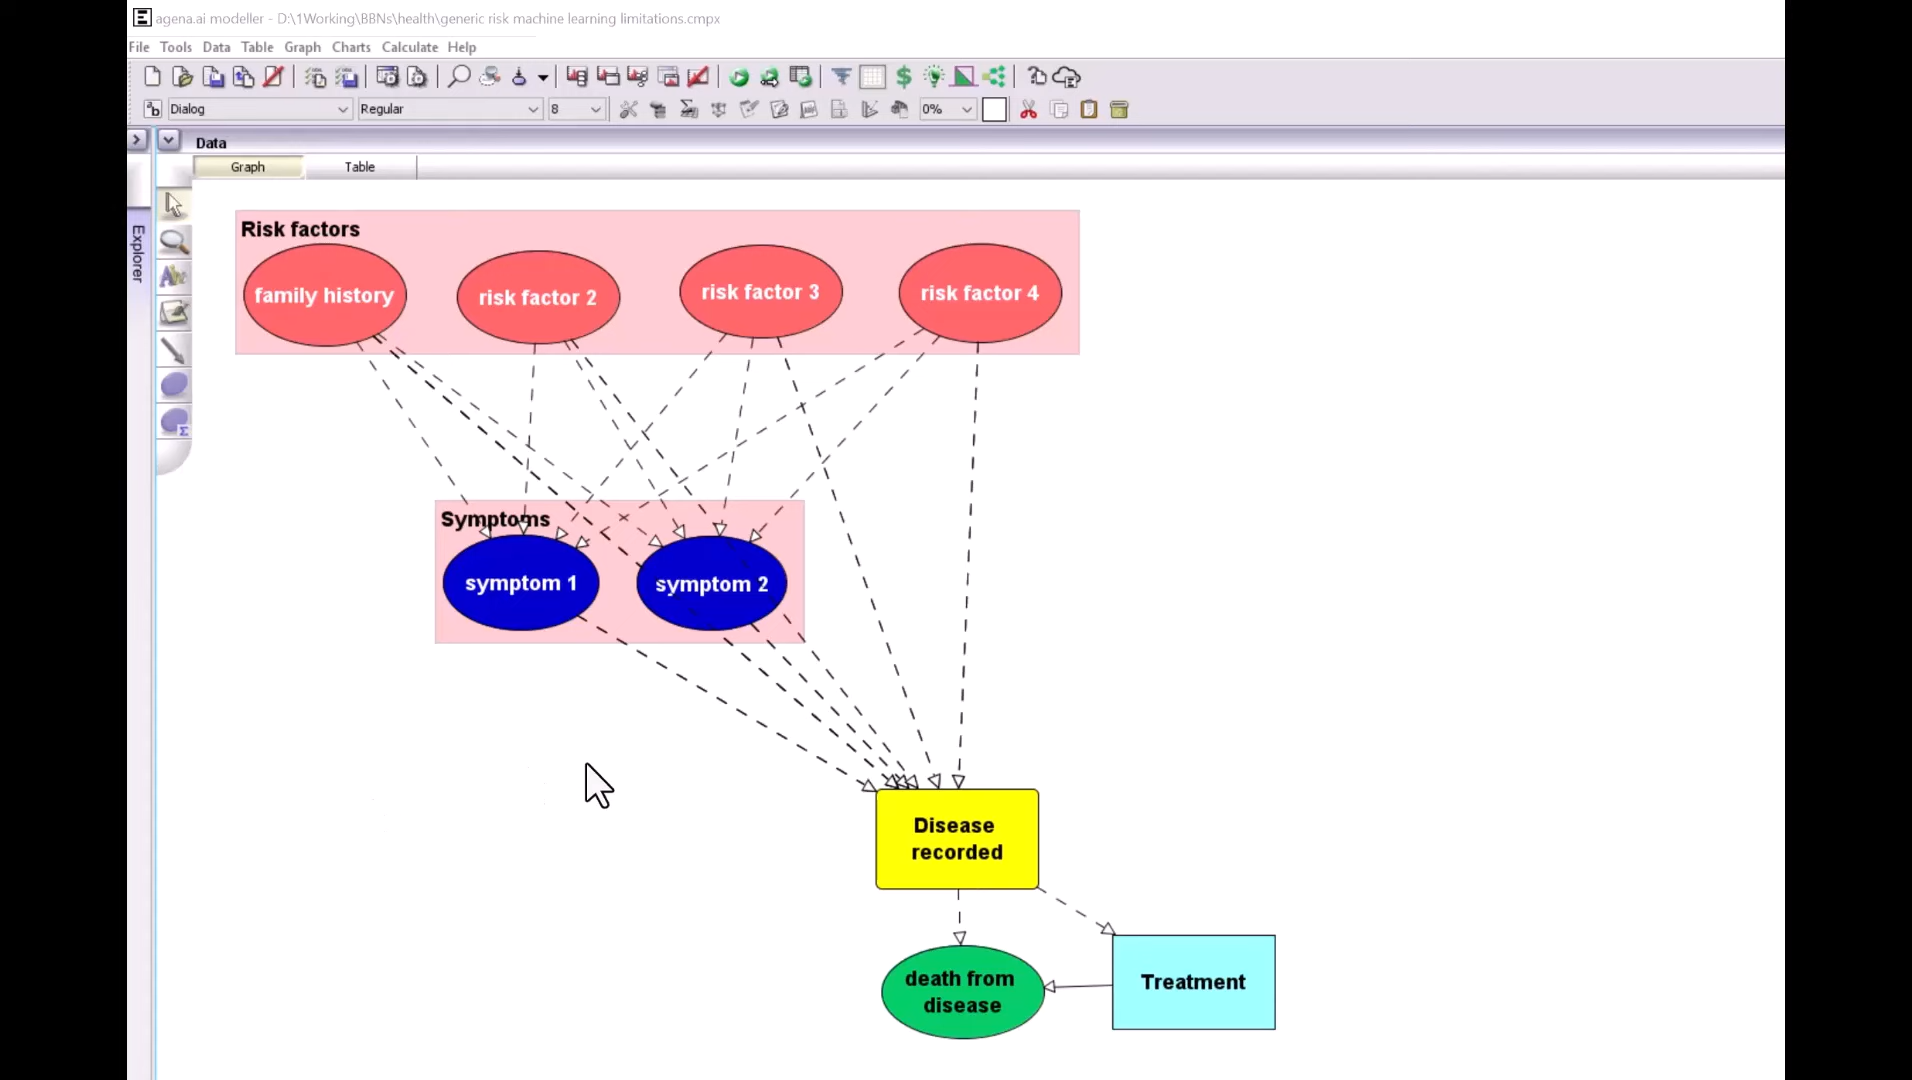 agena.ai modeller - D:\1Working\BBNs\health\generic risk machine learning limitations.cmpx
File Tools Data Table Graph Charts Calculate Help
Dialog Regular 8 0%
Data
Graph Table
Explorer
Risk factors
family history risk factor 2 risk factor 3 risk factor 4
Symptoms
symptom 1 symptom 2
Disease
recorded
death from
disease
Treatment